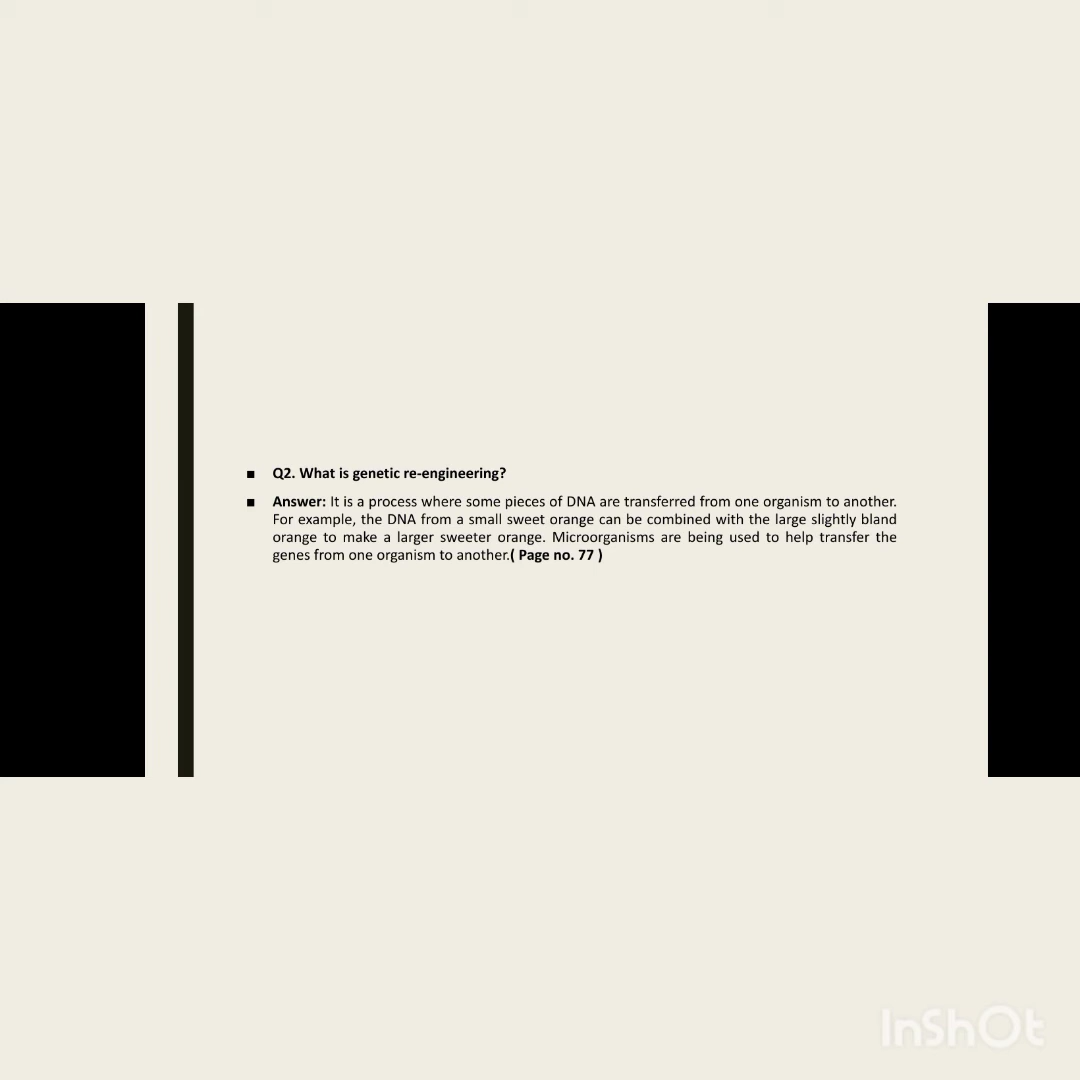 ■ Q2. What is genetic re-engineering?
■ Answer: It is a process where some pieces of DNA are transferred from one organism to another.
For example, the DNA from a small sweet orange can be combined with the large slightly bland
orange to make a larger sweeter orange. Microorganisms are being used to help transfer the
genes from one organism to another.( Page no. 77 )
InShOt